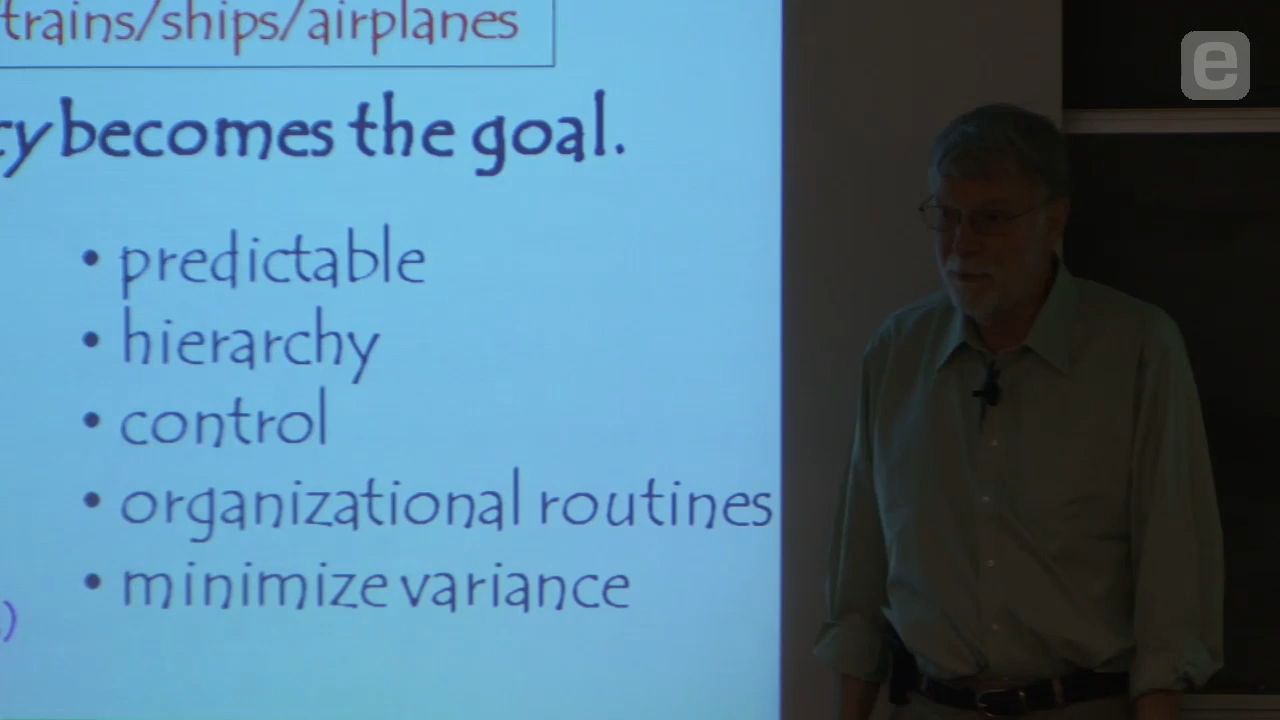 trains/ships/airplanes
becomes the goal.
• predictable
• hierarchy
• control
• organizational routines
• minimize variance
)
e